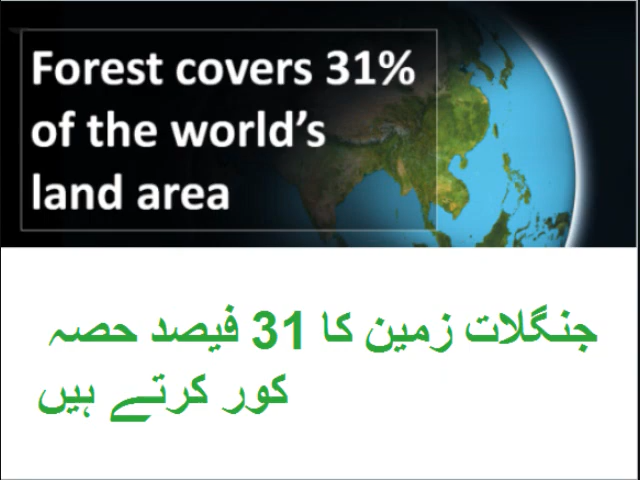 Forest covers 31%
of the world's
land area
جنگلات زمین کا 31 فیصد حصہ
کور کرتے ہیں